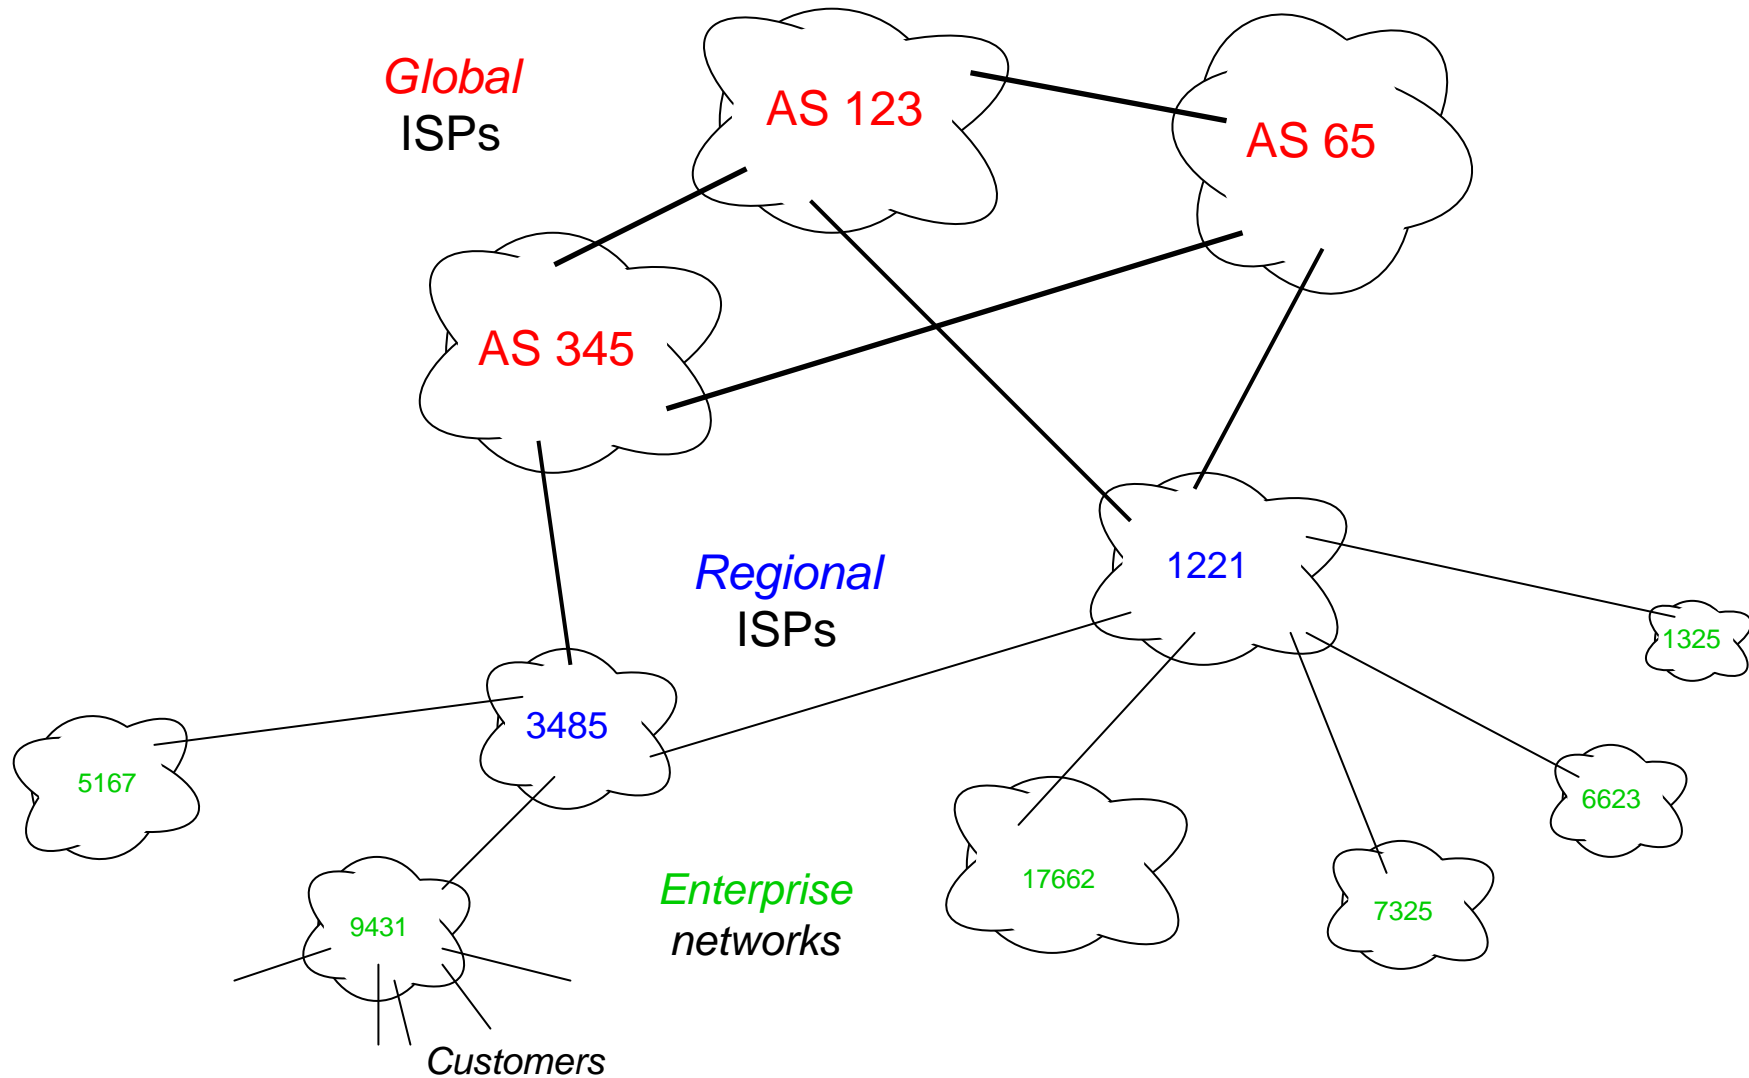 Global
ISPs
AS 123
AS 65
AS 345
Regional
ISPs
1221
1325
3485
5167
6623
17662
Enterprise
networks
7325
9431
Customers